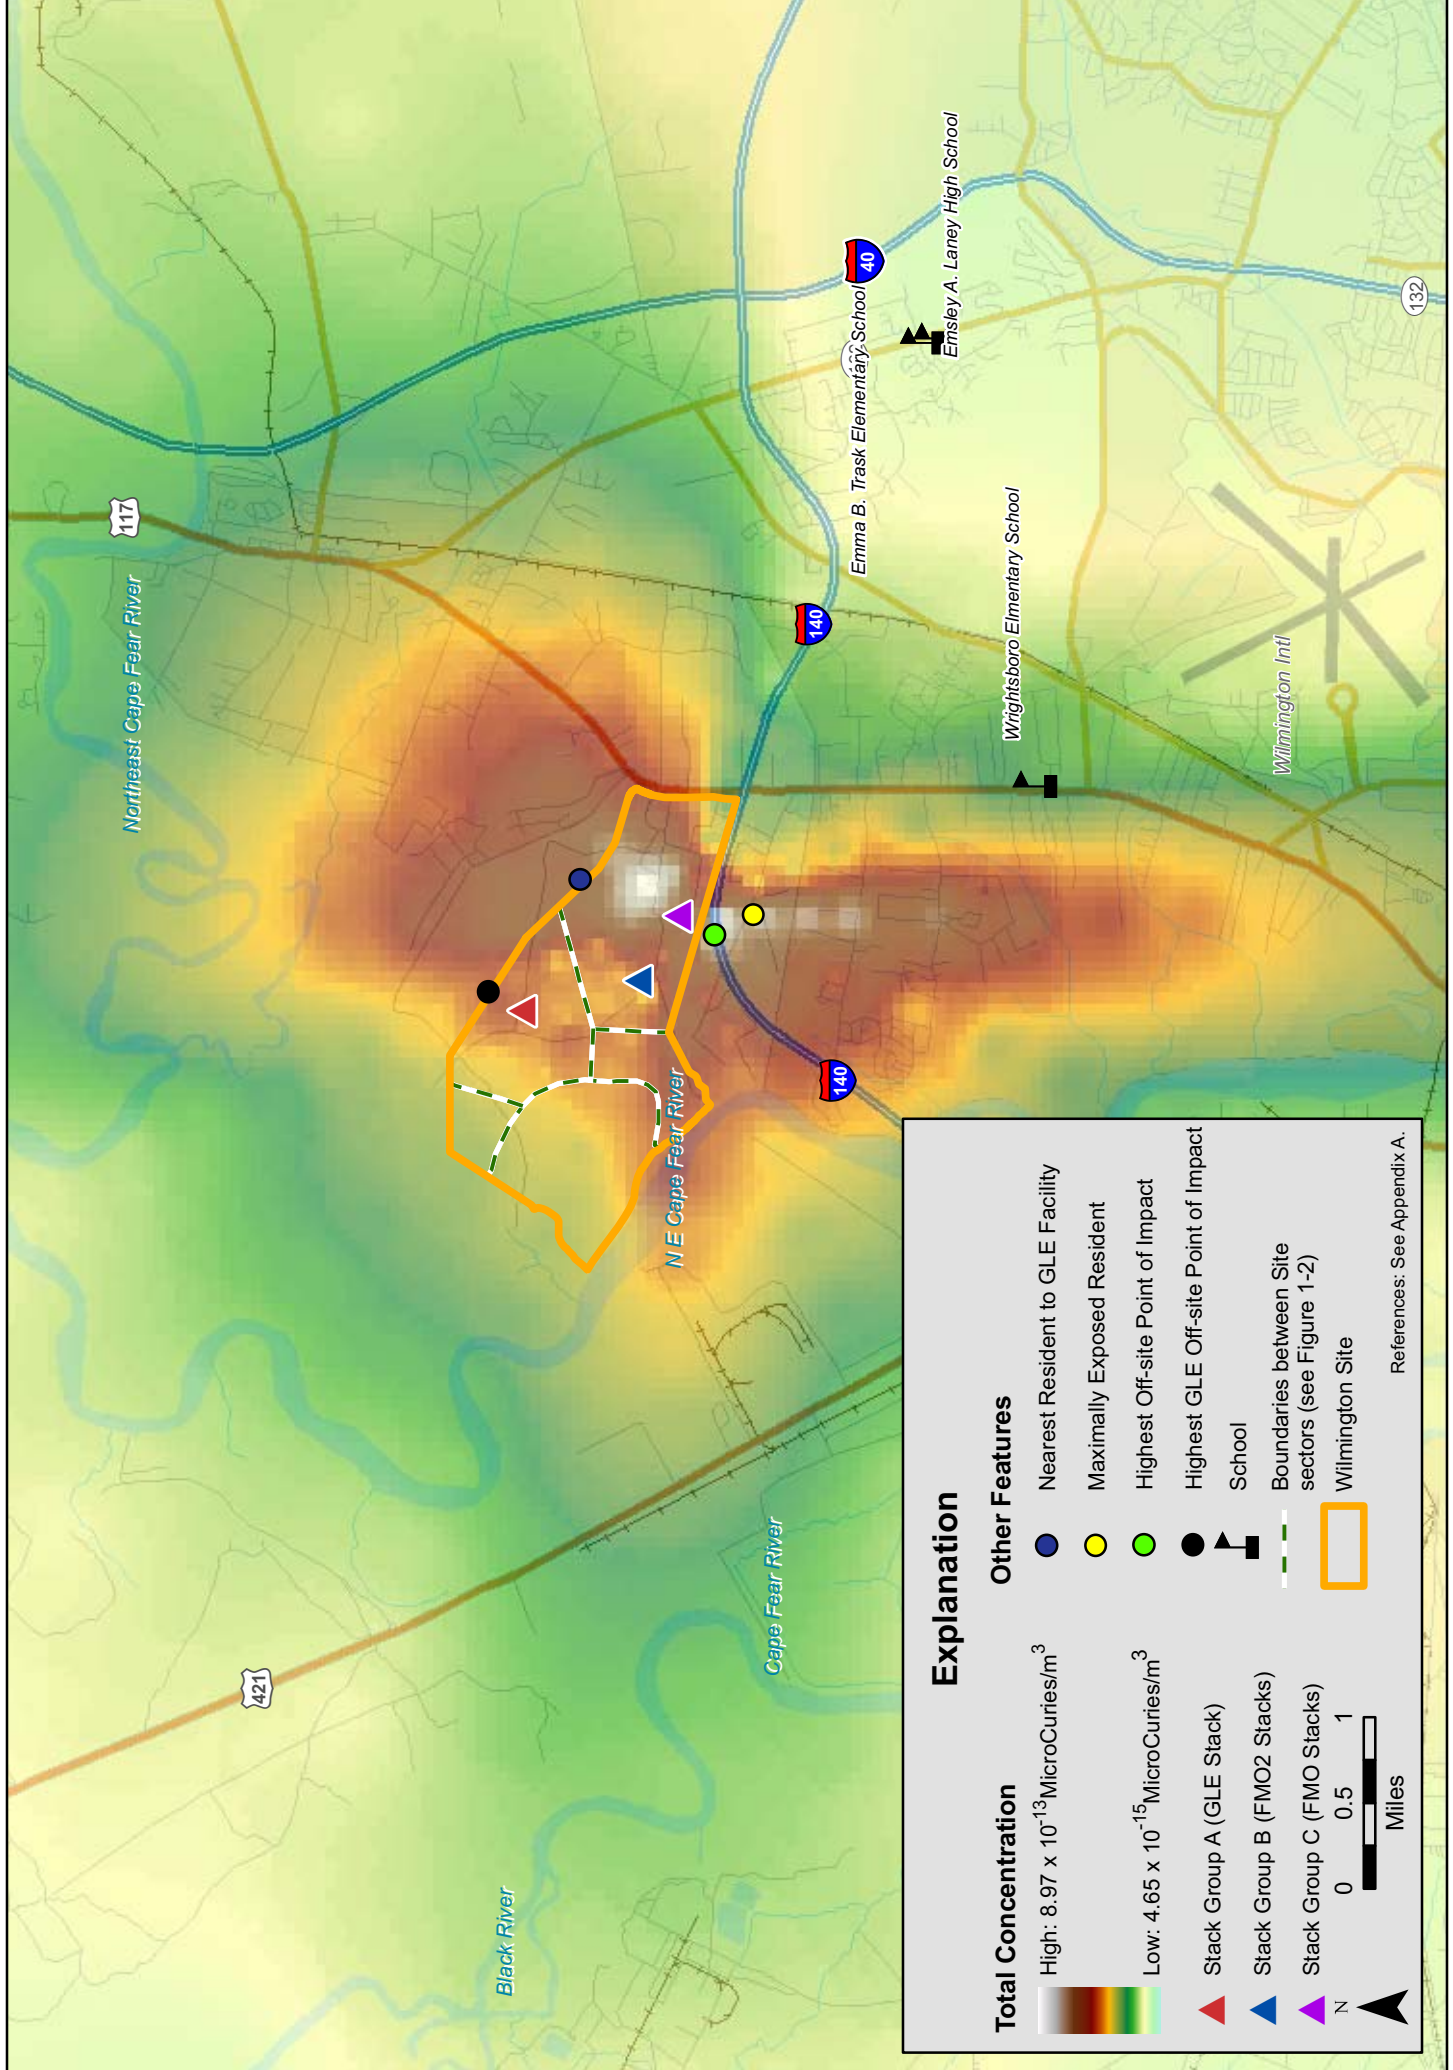 117
Northeast Cape Fear River
40
Emma B. Trask Elementary School
Emsley A. Laney High School
132
140
Wrightsboro Elmentary School
Wilmington Intl
N E Cape Fear River
140
421
Cape Fear River
Black River
Explanation
Total Concentration
High: 8.97 x 10-13 MicroCuries/m3
Low: 4.65 x 10-15 MicroCuries/m3
Stack Group A (GLE Stack)
Stack Group B (FMO2 Stacks)
Stack Group C (FMO Stacks)
N
0 0.5 1
Miles
Other Features
Nearest Resident to GLE Facility
Maximally Exposed Resident
Highest Off-site Point of Impact
Highest GLE Off-site Point of Impact
School
Boundaries between Site
sectors (see Figure 1-2)
Wilmington Site
References: See Appendix A.